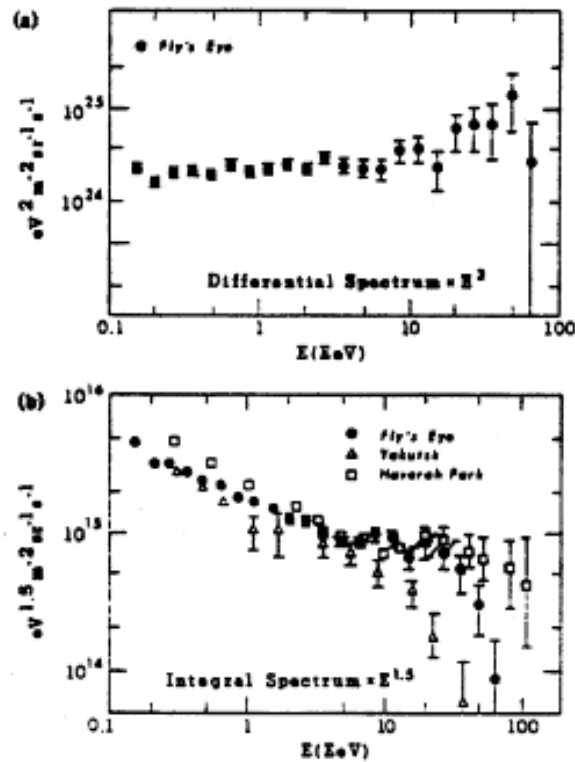 (a)
● Fly's Eye
10^25
10^24
eV^2 m^-2 sr^-1 s^-1
Differential Spectrum × E^3
0.1 1 10 100
E(EeV)
(b)
10^16
● Fly's Eye
△ Yakutsk
□ Haverah Park
10^15
10^14
eV^1.5 m^-2 sr^-1 s^-1
Integral Spectrum × E^1.5
0.1 1 10 100
E(EeV)